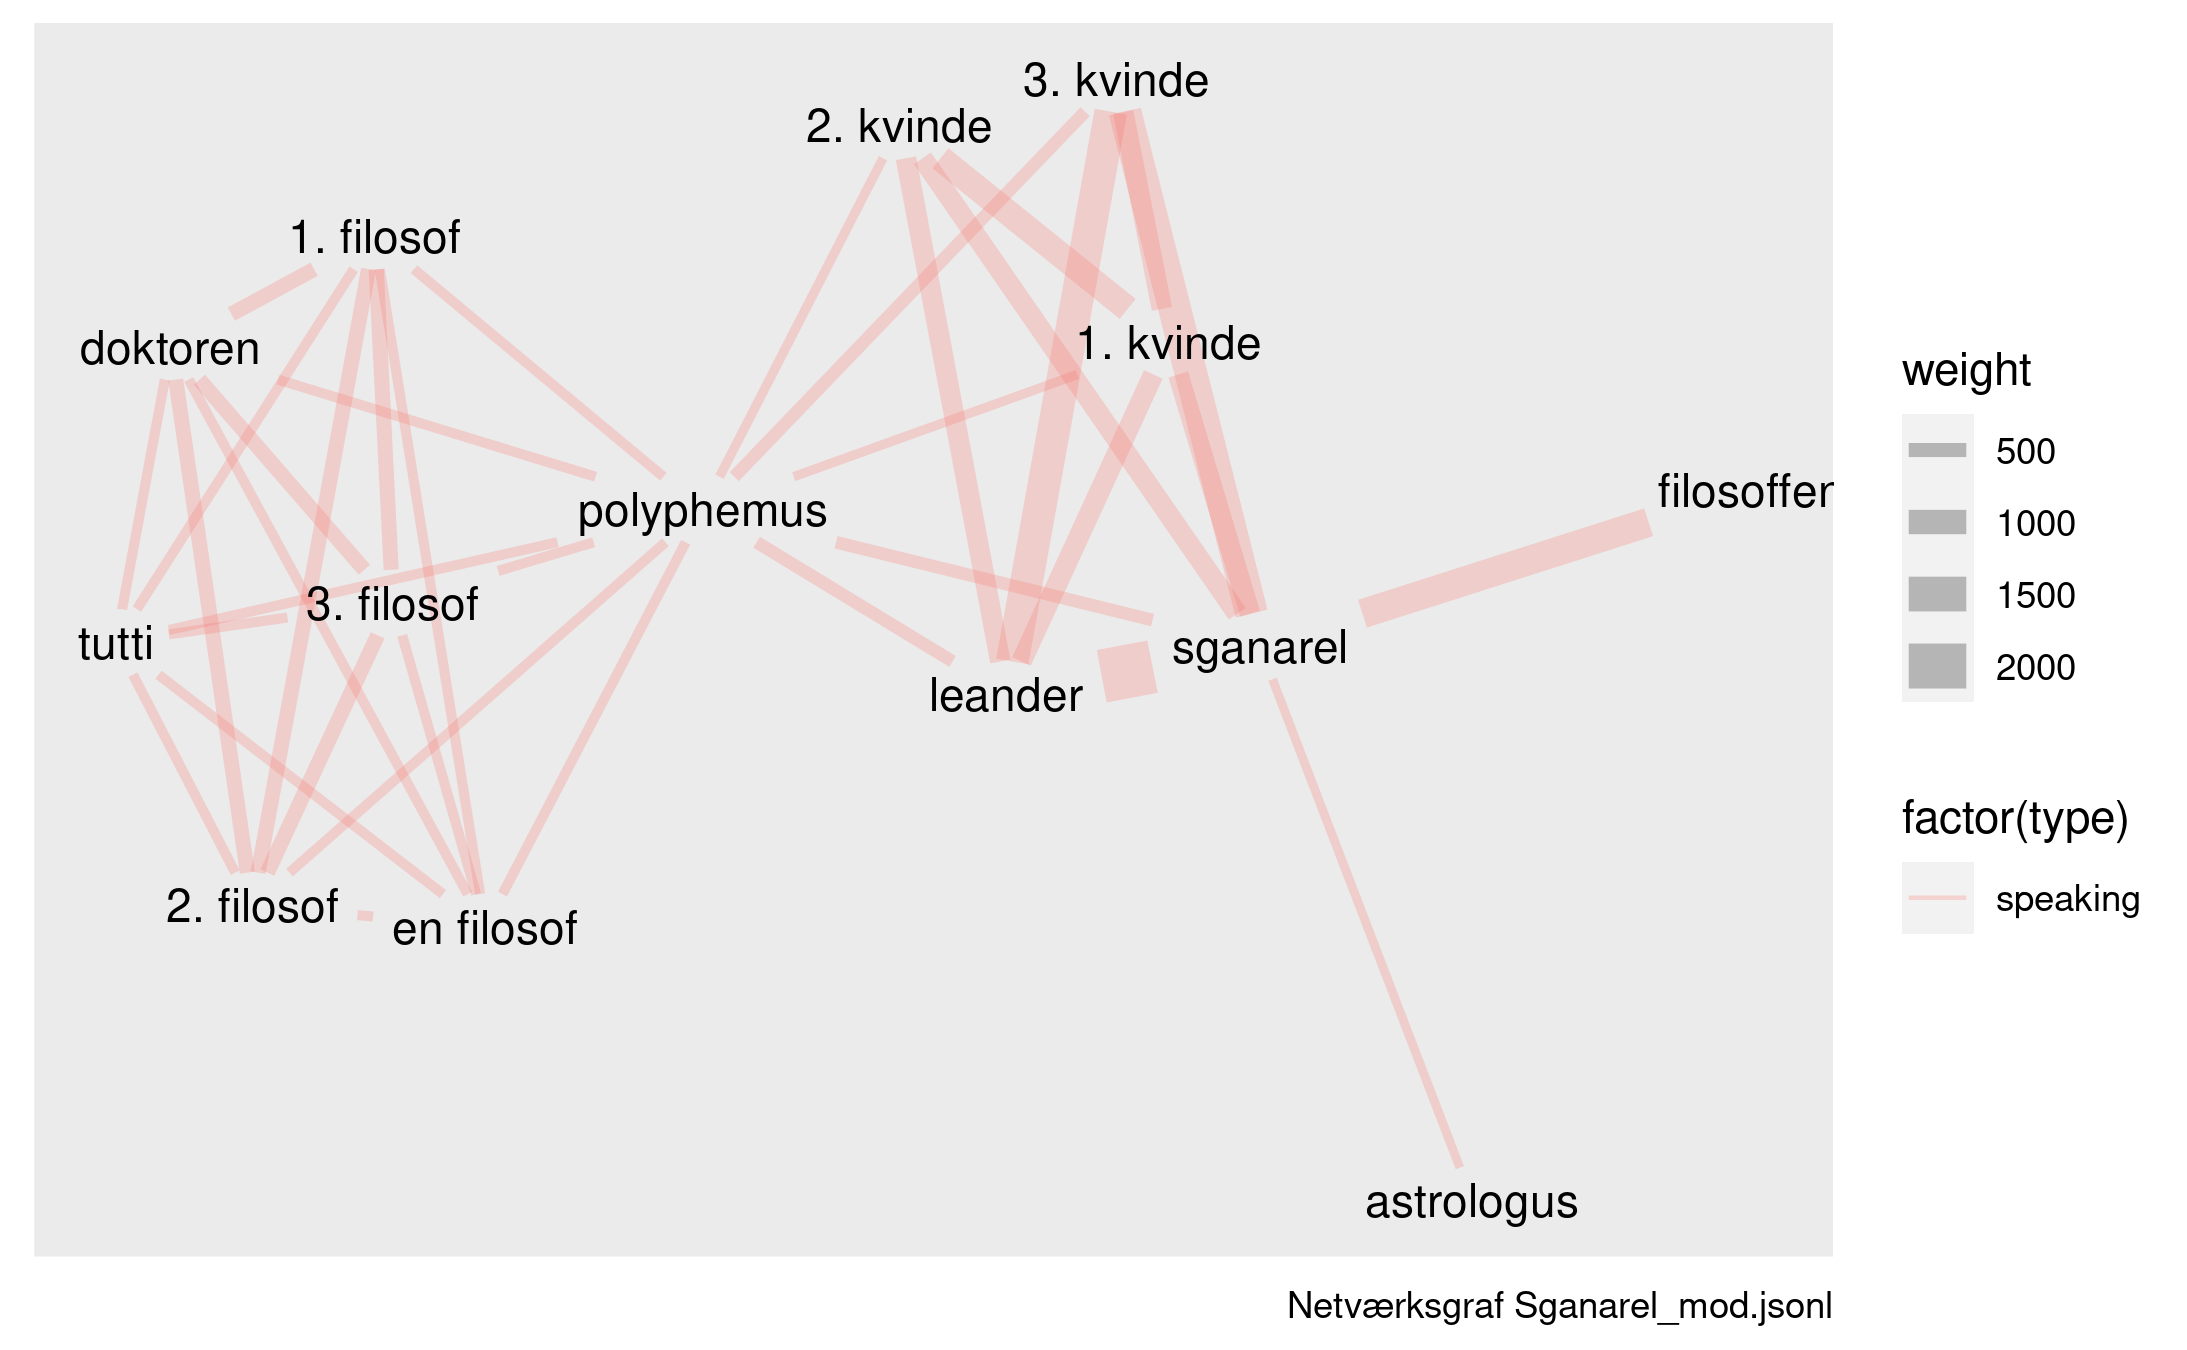 3. kvinde
2. kvinde
1. filosof
doktoren
1. kvinde
polyphemus
filosoffen
3. filosof
tutti
sganarel
leander
2. filosof
en filosof
astrologus
weight
500
1000
1500
2000
factor(type)
speaking
Netværksgraf Sganarel_mod.jsonl